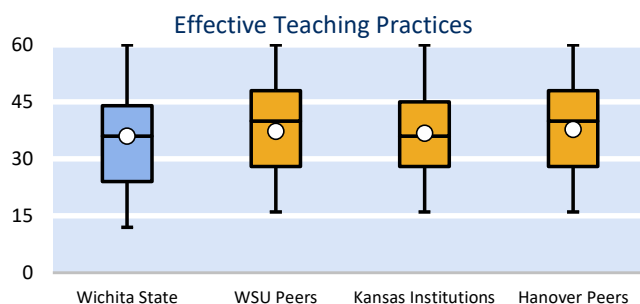 Effective Teaching Practices
60
45
30
15
0
Wichita State WSU Peers Kansas Institutions Hanover Peers